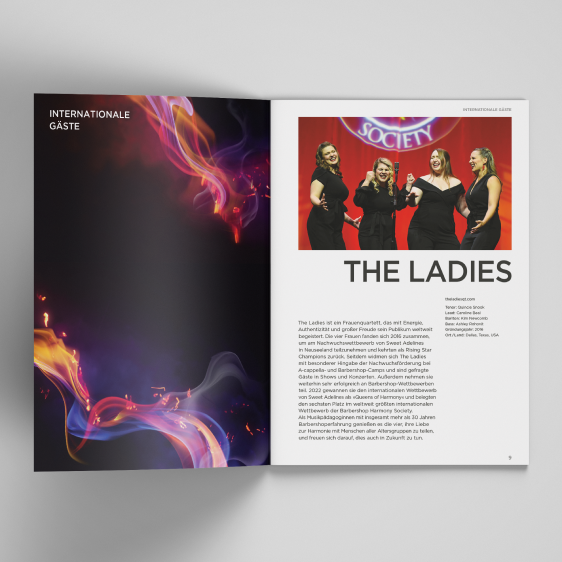 INTERNATIONALE
GÄSTE
INTERNATIONALE GÄSTE
SOCIETY
THE LADIES
Tenor: Quincie Snook
Lead: Caroline Beal
Bariton: Kim Newcomb
Bass: Ashley
Gründungsjahr: 2016
Ort/Land: Dallas, Texas, USA
The Ladies ist ein Frauenquartett, das mit Energie,
Authentizität und großer Freude sein Publikum weltweit
begeistert. Die vier Frauen fanden sich 2016 zusammen,
um am Nachwuchswettbewerb von Sweet Adelines
in Neuseeland teilzunehmen und kehrten als Rising Star
Champions zurück. Seitdem widmen sich The Ladies
mit besonderer Hingabe der Nachwuchsförderung bei
A-cappella- und Barbershop-Camps und sind gefragte
Gäste in Shows und Konzerten. Außerdem nehmen sie
weiterhin sehr erfolgreich an Barbershop-Wettbewerben
teil. 2022 gewannen sie den Internationalen Wettbewerb
von Sweet Adelines als «Queens of Harmony» und belegten
den sechsten Platz im weltweit größten internationalen
Wettbewerb der Barbershop Harmony Society.
Als Musikpädagoginnen mit insgesamt mehr als 30 Jahren
Barbershoperfahrung genießen es die vier, ihre Liebe
zur Harmonie mit Menschen aller Altersgruppen zu teilen,
und freuen sich darauf, dies auch in Zukunft zu tun.